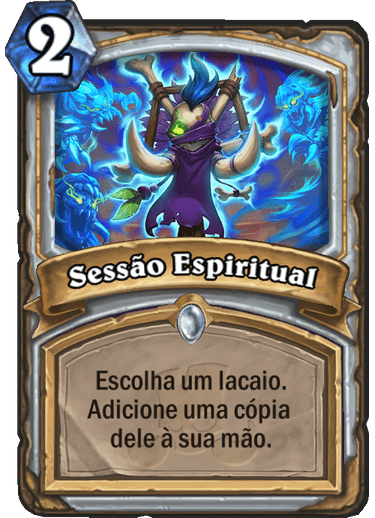 2
Sessão Espiritual
Escolha um lacaio.
Adicione uma cópia
dele à sua mão.